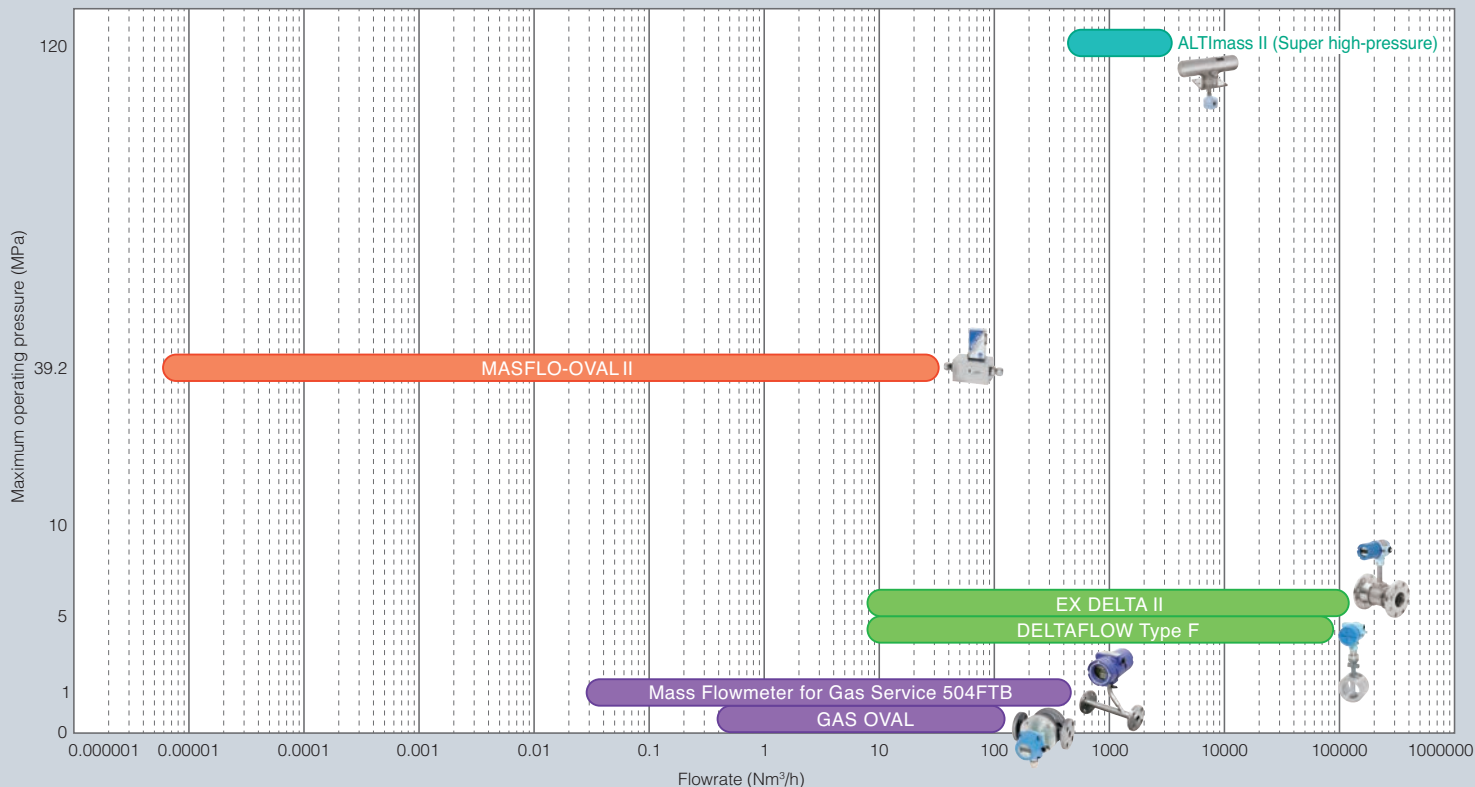 120
ALTImass II (Super high-pressure)
Maximum operating pressure (MPa)
39.2
MASFLO-OVAL II
10
EX DELTA II
5
DELTAFLOW Type F
1
Mass Flowmeter for Gas Service 504FTB
GAS OVAL
0
0.000001 0.00001 0.0001 0.001 0.01 0.1 1 10 100 1000 10000 100000 1000000
Flowrate (Nm³/h)